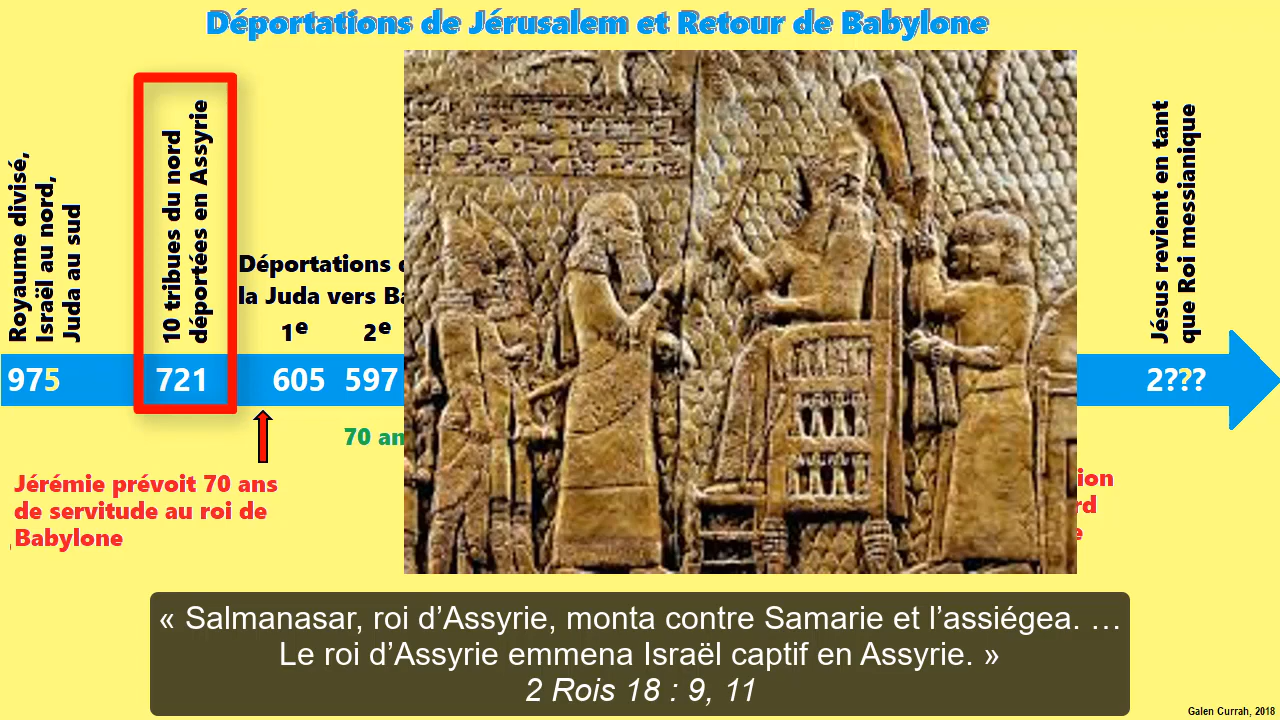 Déportations de Jérusalem et Retour de Babylone
Royaume divisé,
Israël au nord,
Juda au sud
10 tribues du nord
déportées en Assyrie
Déportations d
la Juda vers Ba
1e 2e
Jésus revient en tant
que Roi messianique
975 721 605 597 2???
70 an
Jérémie prévoit 70 ans
de servitude au roi de
Babylone
ion
rd
e
« Salmanasar, roi d’Assyrie, monta contre Samarie et l’assiégea. …
Le roi d’Assyrie emmena Israël captif en Assyrie. »
2 Rois 18 : 9, 11
Galen Currah, 2018